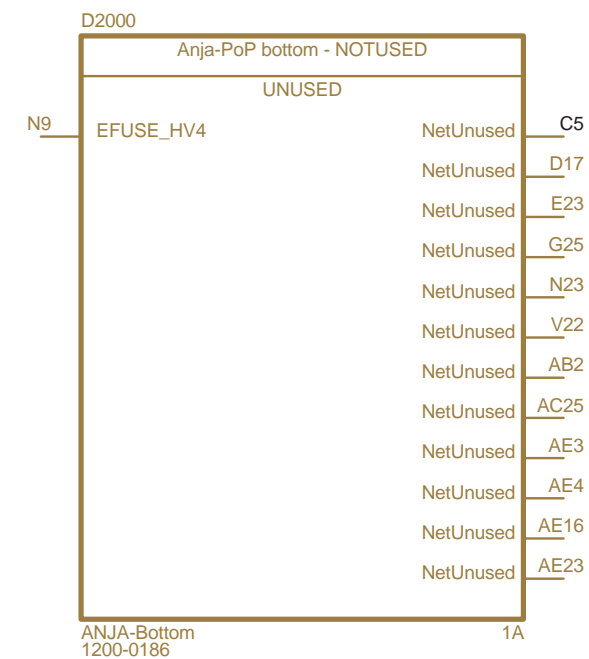 D2000
Anja-PoP bottom - NOTUSED
UNUSED
N9 EFUSE_HV4 NetUnused C5
NetUnused D17
NetUnused E23
NetUnused G25
NetUnused N23
NetUnused V22
NetUnused AB2
NetUnused AC25
NetUnused AE3
NetUnused AE4
NetUnused AE16
NetUnused AE23
ANJA-Bottom 1A
1200-0186